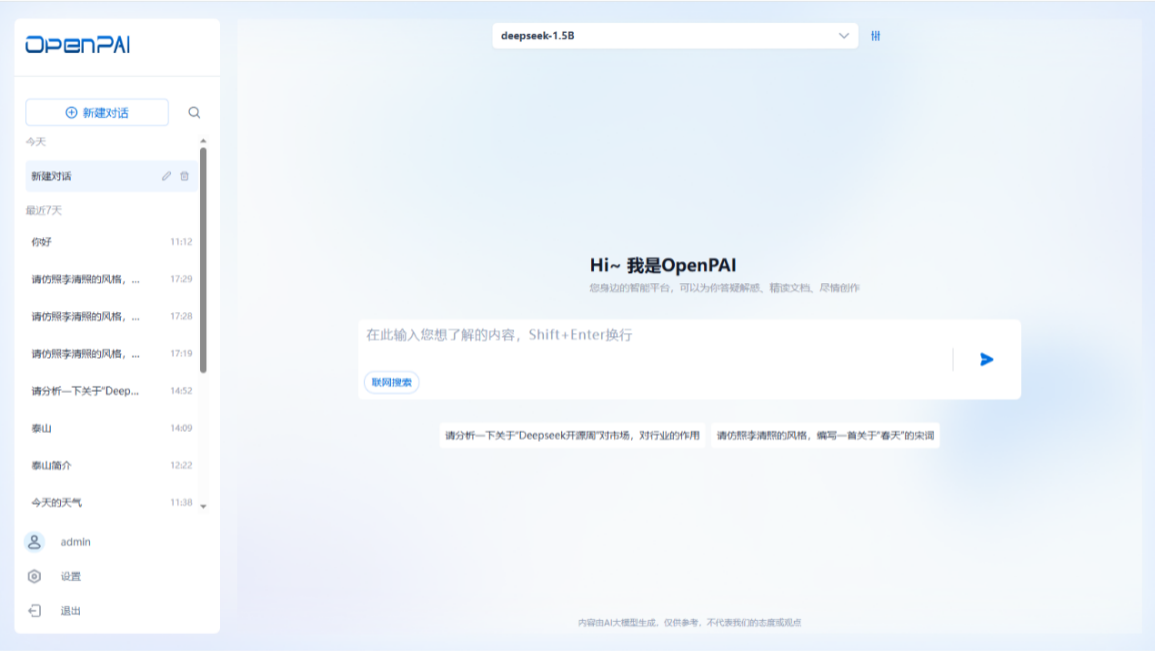 OpenPAI
新建对话
今天
新建对话
最近7天
你好 11:12
请仿照李清照的风格，... 17:29
请仿照李清照的风格，... 17:28
请仿照李清照的风格，... 17:19
请分析一下关于“Deep... 14:52
泰山 14:09
泰山简介 12:22
今天的天气 11:38
admin
设置
退出
deepseek-1.5B
Hi~ 我是OpenPAI
您身边的智能平台，可以为你答疑解惑、精读文档、尽情创作
在此输入您想了解的内容，Shift+Enter换行
联网搜索
请分析一下关于“Deepseek开源周”对市场，对行业的作用
请仿照李清照的风格，编写一首关于“春天”的宋词
内容由AI大模型生成，仅供参考，不代表我们的态度或观点